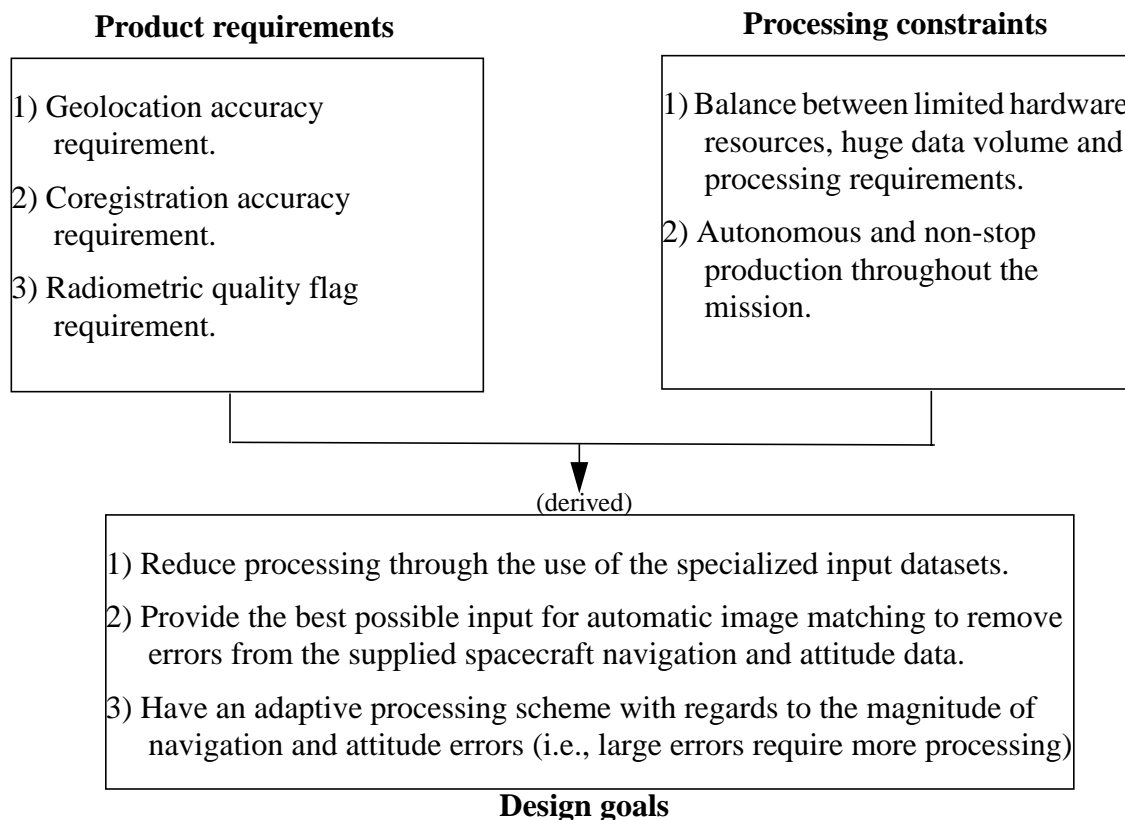 Product requirements
1) Geolocation accuracy
requirement.
2) Coregistration accuracy
requirement.
3) Radiometric quality flag
requirement.
Processing constraints
1) Balance between limited hardware
resources, huge data volume and
processing requirements.
2) Autonomous and non-stop
production throughout the
mission.
(derived)
1) Reduce processing through the use of the specialized input datasets.
2) Provide the best possible input for automatic image matching to remove
errors from the supplied spacecraft navigation and attitude data.
3) Have an adaptive processing scheme with regards to the magnitude of
navigation and attitude errors (i.e., large errors require more processing)
Design goals